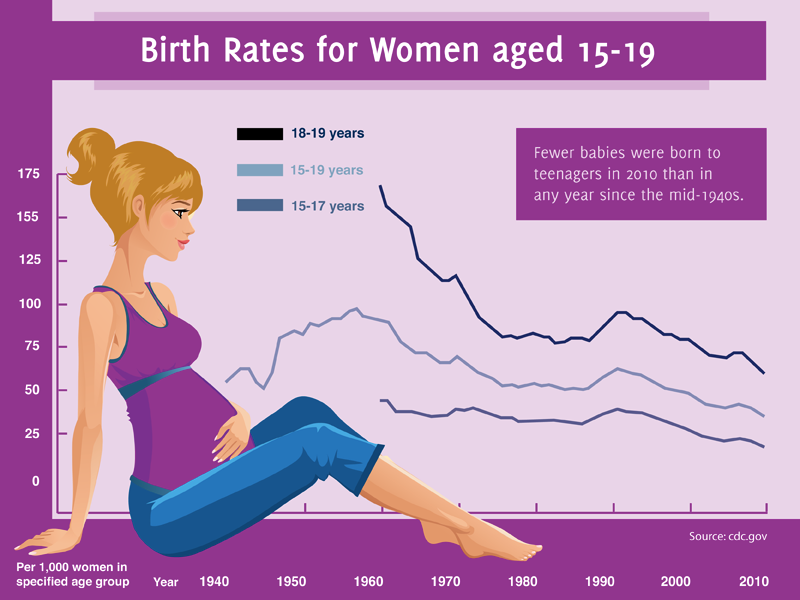 Birth Rates for Women aged 15-19
18-19 years
15-19 years
15-17 years
Fewer babies were born to
teenagers in 2010 than in
any year since the mid-1940s.
175
155
125
100
75
50
25
0
Source: cdc.gov
Per 1,000 women in
specified age group
Year 1940 1950 1960 1970 1980 1990 2000 2010